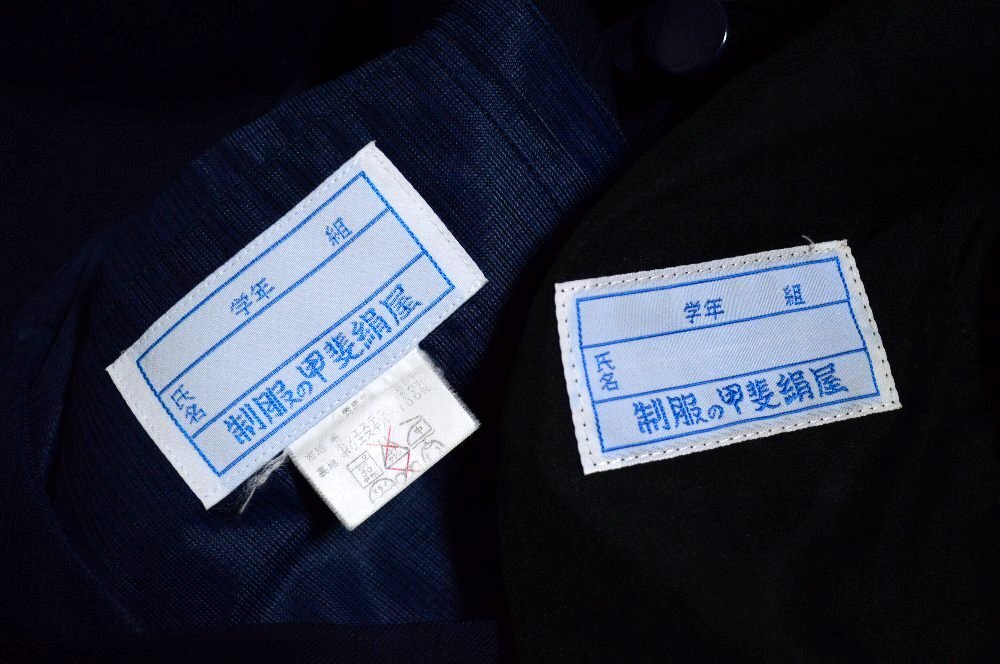 学年 組
氏名
制服の甲斐絹屋
学年 組
氏名
制服の甲斐絹屋